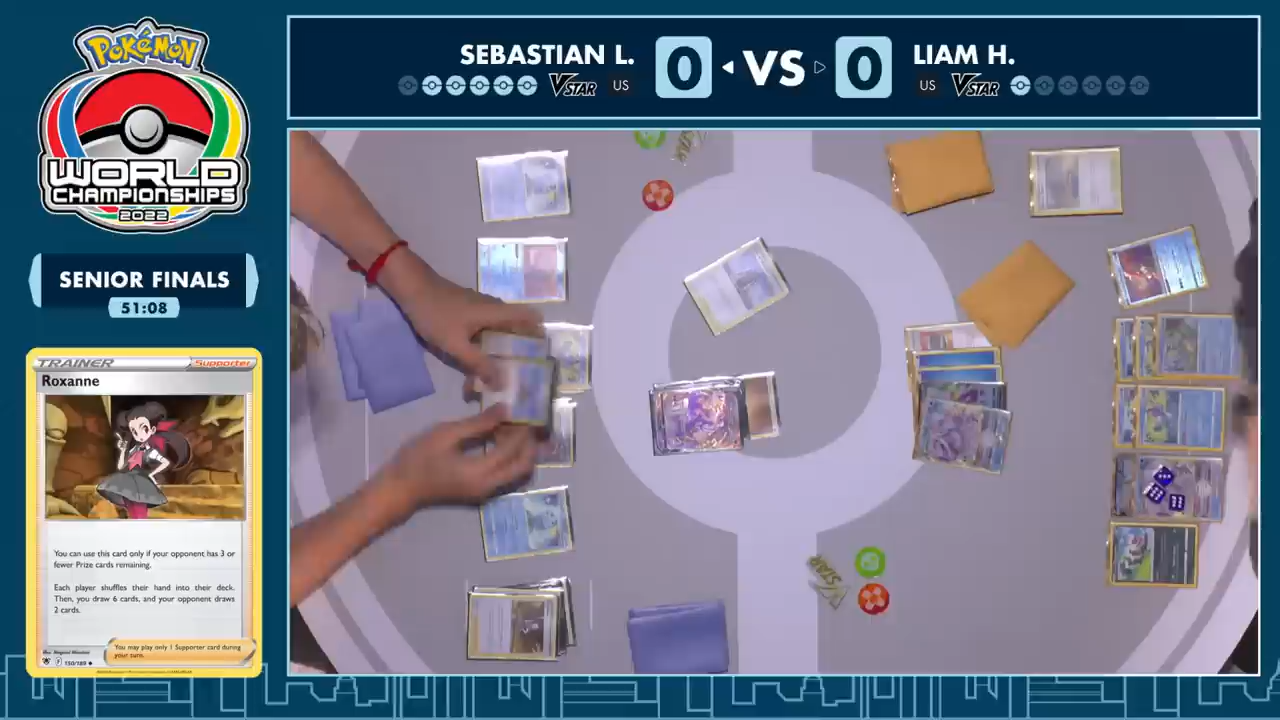 Pokémon
WORLD
CHAMPIONSHIPS
2022
SENIOR FINALS
51:08
SEBASTIAN L.
VSTAR
US
0
VS
0
LIAM H.
US
VSTAR
TRAINER
Supporter
Roxanne
You can use this card only if your opponent has 3 or
fewer Prize cards remaining.
Each player shuffles their hand into their deck.
Then, you draw 6 cards, and your opponent draws
2 cards.
You may play only 1 Supporter card during
your turn.
150/189